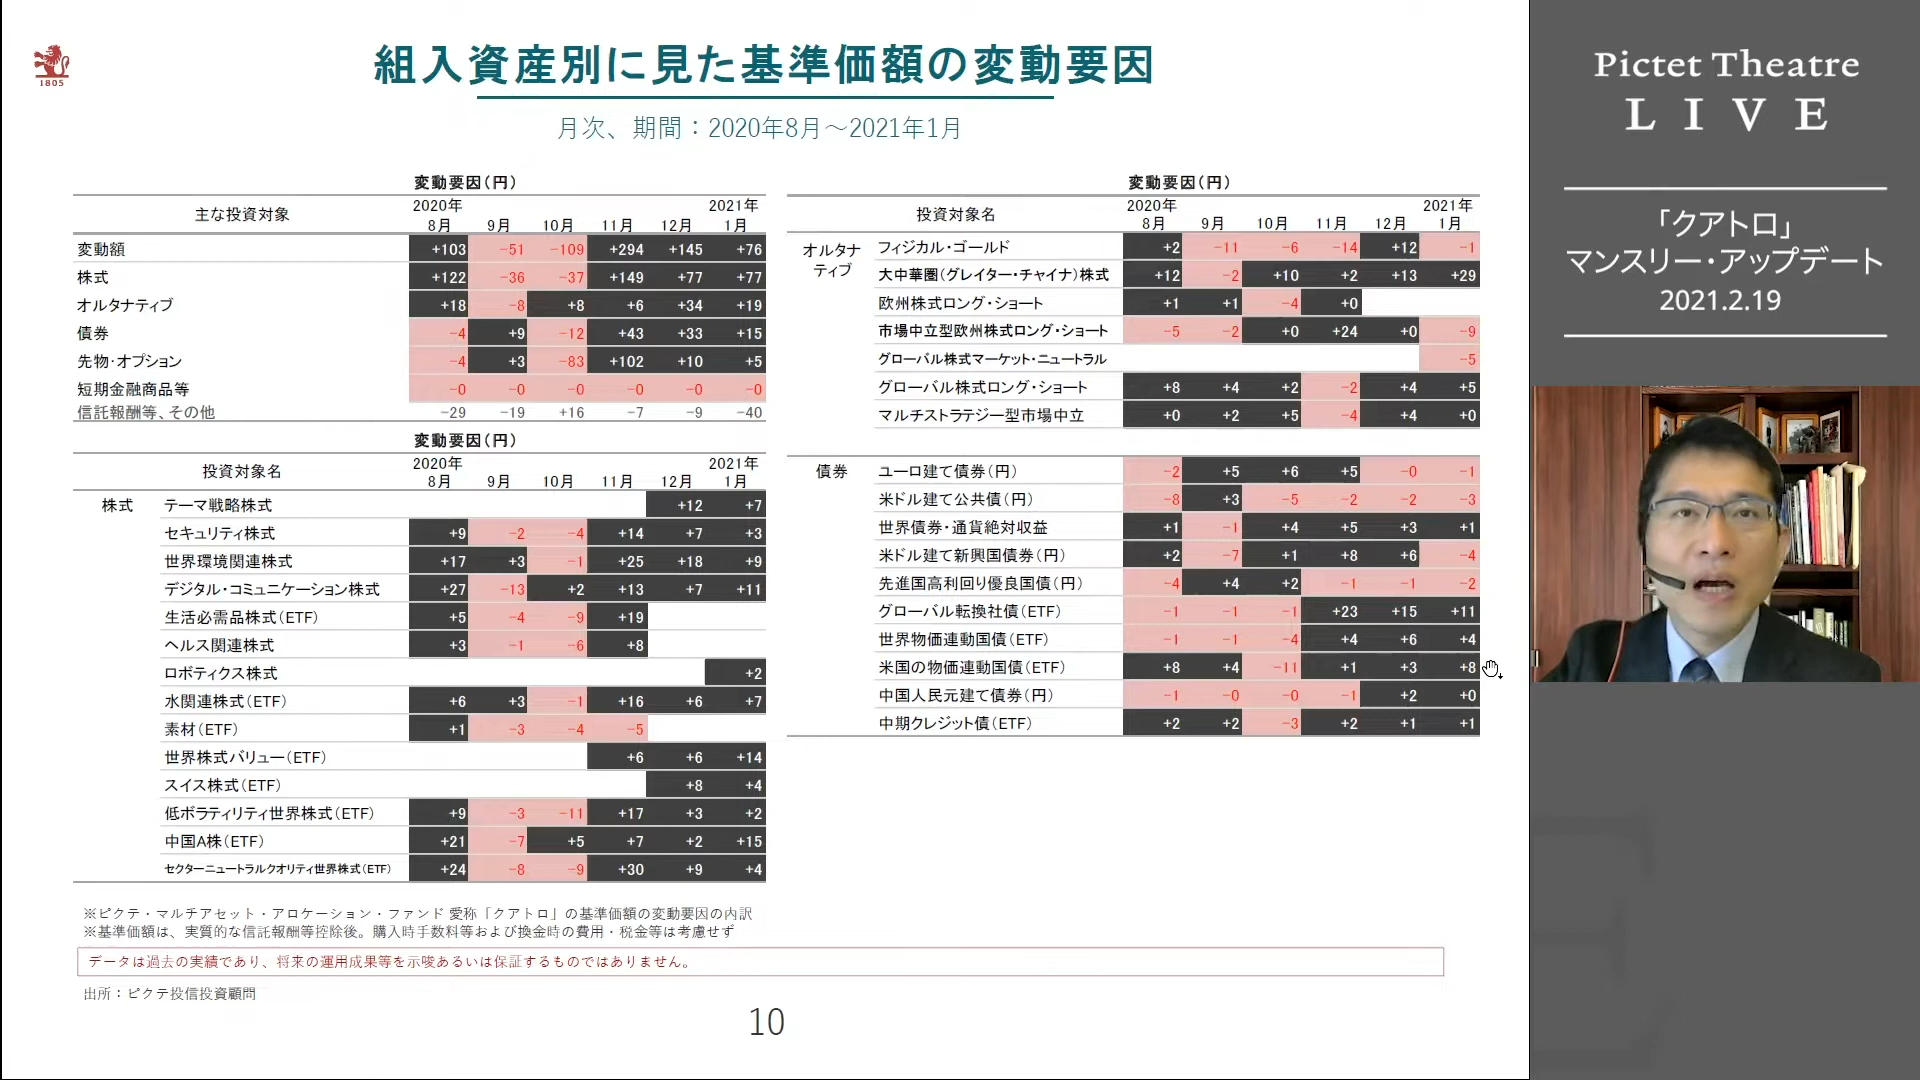 1805
組入資産別に見た基準価額の変動要因
月次、期間：2020年8月～2021年1月
変動要因（円）
主な投資対象 2020年8月 9月 10月 11月 12月 2021年1月
変動額 +103 -51 -109 +294 +145 +76
株式 +122 -36 -37 +149 +77 +77
オルタナティブ +18 -8 +8 +6 +34 +19
債券 -4 +9 -12 +43 +33 +15
先物・オプション -4 +3 -83 +102 +10 +5
短期金融商品等 -0 -0 -0 -0 -0 -0
信託報酬等、その他 -29 -19 +16 -7 -9 -40
変動要因（円）
投資対象名 2020年8月 9月 10月 11月 12月 2021年1月
株式 テーマ戦略株式 +12 +7
セキュリティ株式 +9 -2 -4 +14 +7 +3
世界環境関連株式 +17 +3 -1 +25 +18 +9
デジタル・コミュニケーション株式 +27 -13 +2 +13 +7 +11
生活必需品株式（ETF） +5 -4 -9 +19
ヘルス関連株式 +3 -1 -6 +8
ロボティクス株式 +2
水関連株式（ETF） +6 +3 -1 +16 +6 +7
素材（ETF） +1 -3 -4 -5
世界株式バリュー（ETF） +6 +6 +14
スイス株式（ETF） +8 +4
低ボラティリティ世界株式（ETF） +9 -3 -11 +17 +3 +2
中国A株（ETF） +21 -7 +5 +7 +2 +15
セクターニュートラルクオリティ世界株式（ETF） +24 -8 -9 +30 +9 +4
変動要因（円）
投資対象名 2020年8月 9月 10月 11月 12月 2021年1月
オルタナティブ フィジカル・ゴールド +2 -11 -6 -14 +12 -1
大中華圏（グレイター・チャイナ）株式 +12 -2 +10 +2 +13 +29
欧州株式ロング・ショート +1 +1 -4 +0
市場中立型欧州株式ロング・ショート -5 -2 +0 +24 +0 -9
グローバル株式マーケット・ニュートラル -5
グローバル株式ロング・ショート +8 +4 +2 -2 +4 +5
マルチストラテジー型市場中立 +0 +2 +5 -4 +4 +0
債券 ユーロ建て債券（円） -2 +5 +6 +5 -0 -1
米ドル建て公共債（円） -8 +3 -5 -2 -2 -3
世界債券・通貨絶対収益 +1 -1 +4 +5 +3 +1
米ドル建て新興国債券（円） +2 -7 +1 +8 +6 -4
先進国高利回り優良国債（円） -4 +4 +2 -1 -1 -2
グローバル転換社債（ETF） -1 -1 -1 +23 +15 +11
世界物価連動国債（ETF） -1 -1 -4 +4 +6 +4
米国の物価連動国債（ETF） +8 +4 -11 +1 +3 +8
中国人民元建て債券（円） -1 -0 -0 -1 +2 +0
中期クレジット債（ETF） +2 +2 -3 +2 +1 +1
※ピクテ・マルチアセット・アロケーション・ファンド 愛称「クアトロ」の基準価額の変動要因の内訳
※基準価額は、実質的な信託報酬等控除後。購入時手数料等および換金時の費用・税金等は考慮せず
データは過去の実績であり、将来の運用成果等を示唆あるいは保証するものではありません。
出所：ピクテ投信投資顧問
10
Pictet Theatre
LIVE
「クアトロ」
マンスリー・アップデート
2021.2.19